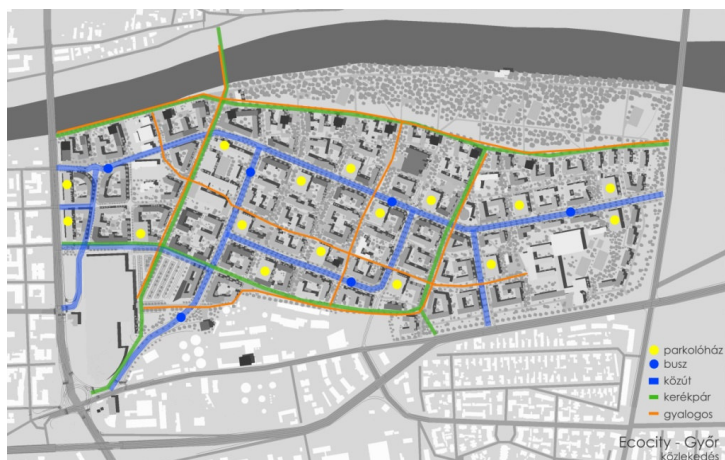 parkolóház
busz
közút
kerékpár
gyalogos
Ecocity - Győr
közlekedés